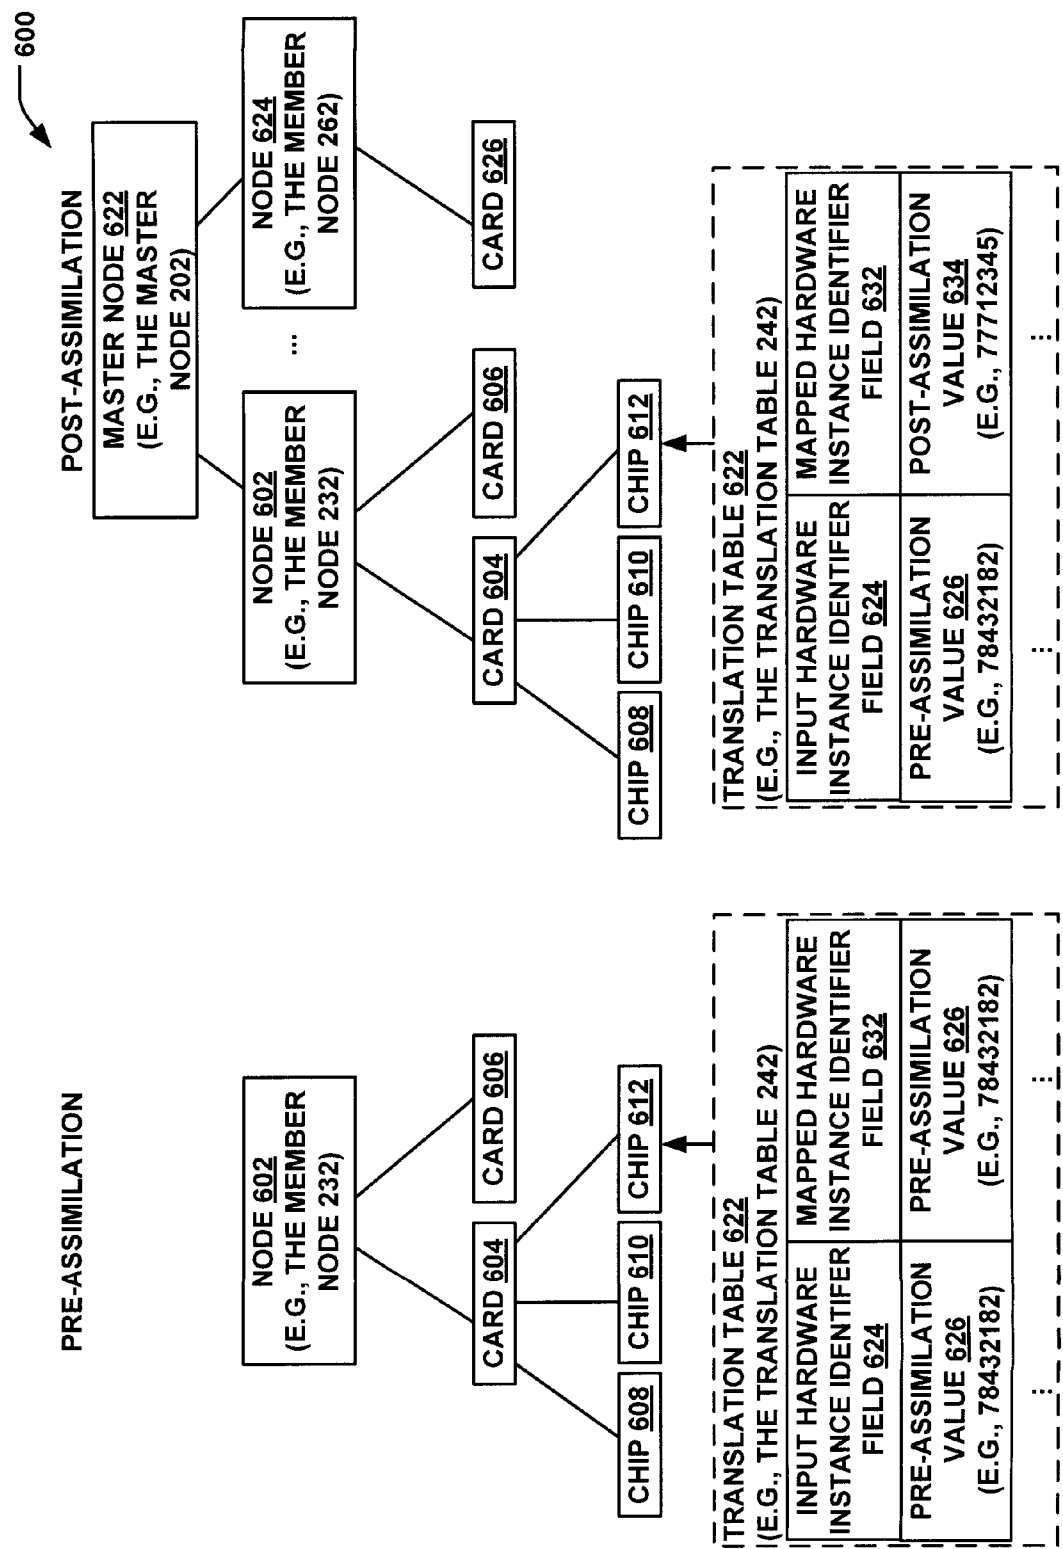 600
PRE-ASSIMILATION
NODE 602
(E.G., THE MEMBER
NODE 232)
CARD 604
CARD 606
CHIP 608
CHIP 610
CHIP 612
TRANSLATION TABLE 622
(E.G., THE TRANSLATION TABLE 242)
INPUT HARDWARE
INSTANCE IDENTIFER
FIELD 624
MAPPED HARDWARE
INSTANCE IDENTIFIER
FIELD 632
PRE-ASSIMILATION
VALUE 626
(E.G., 78432182)
PRE-ASSIMILATION
VALUE 626
(E.G., 78432182)
...
...
POST-ASSIMILATION
MASTER NODE 622
(E.G., THE MASTER
NODE 202)
NODE 602
(E.G., THE MEMBER
NODE 232)
...
NODE 624
(E.G., THE MEMBER
NODE 262)
CARD 604
CARD 606
CARD 626
CHIP 608
CHIP 610
CHIP 612
TRANSLATION TABLE 622
(E.G., THE TRANSLATION TABLE 242)
INPUT HARDWARE
INSTANCE IDENTIFER
FIELD 624
MAPPED HARDWARE
INSTANCE IDENTIFIER
FIELD 632
PRE-ASSIMILATION
VALUE 626
(E.G., 78432182)
POST-ASSIMILATION
VALUE 634
(E.G., 77712345)
...
...